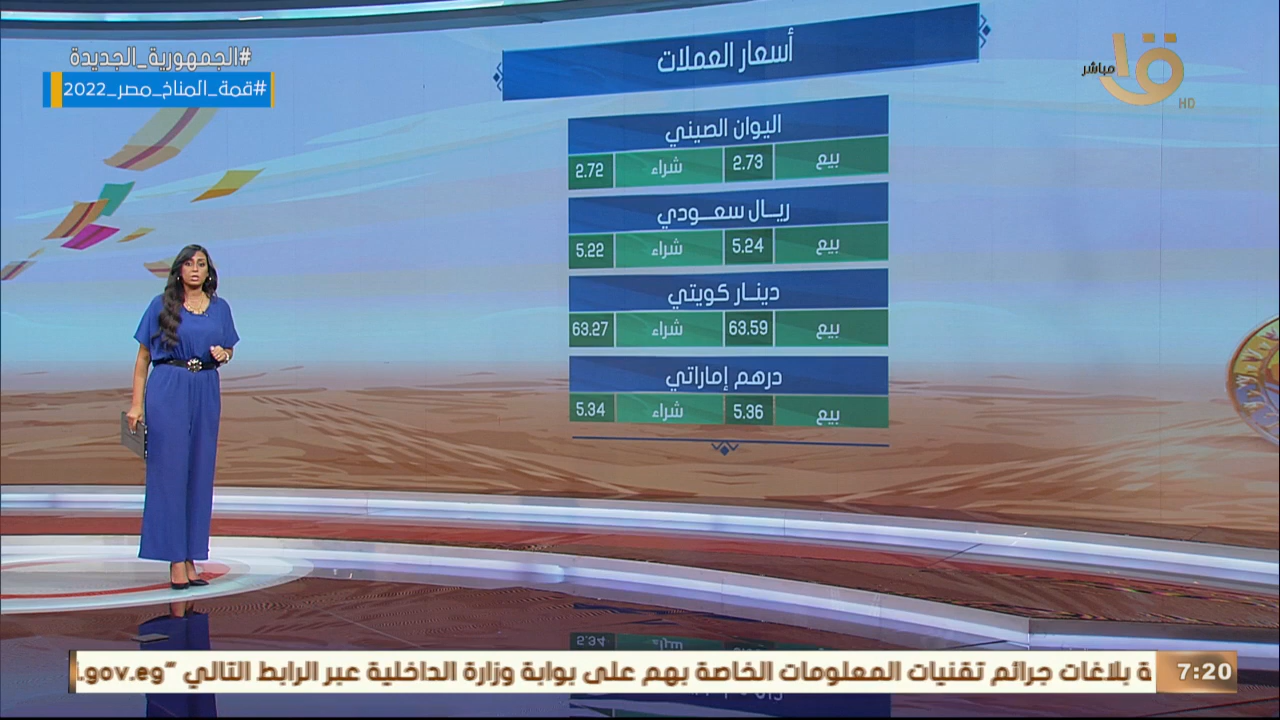 #الجمهورية_الجديدة
#قمة_المناخ_مصر_2022
مباشر
HD
أسعار العملات
اليوان الصيني
بيع 2.73 شراء 2.72
ريال سعودي
بيع 5.24 شراء 5.22
دينار كويتي
بيع 63.59 شراء 63.27
درهم إماراتي
بيع 5.36 شراء 5.34
7:20 ة بلاغات جرائم تقنيات المعلومات الخاصة بهم على بوابة وزارة الداخلية عبر الرابط التالي "i.gov.eg